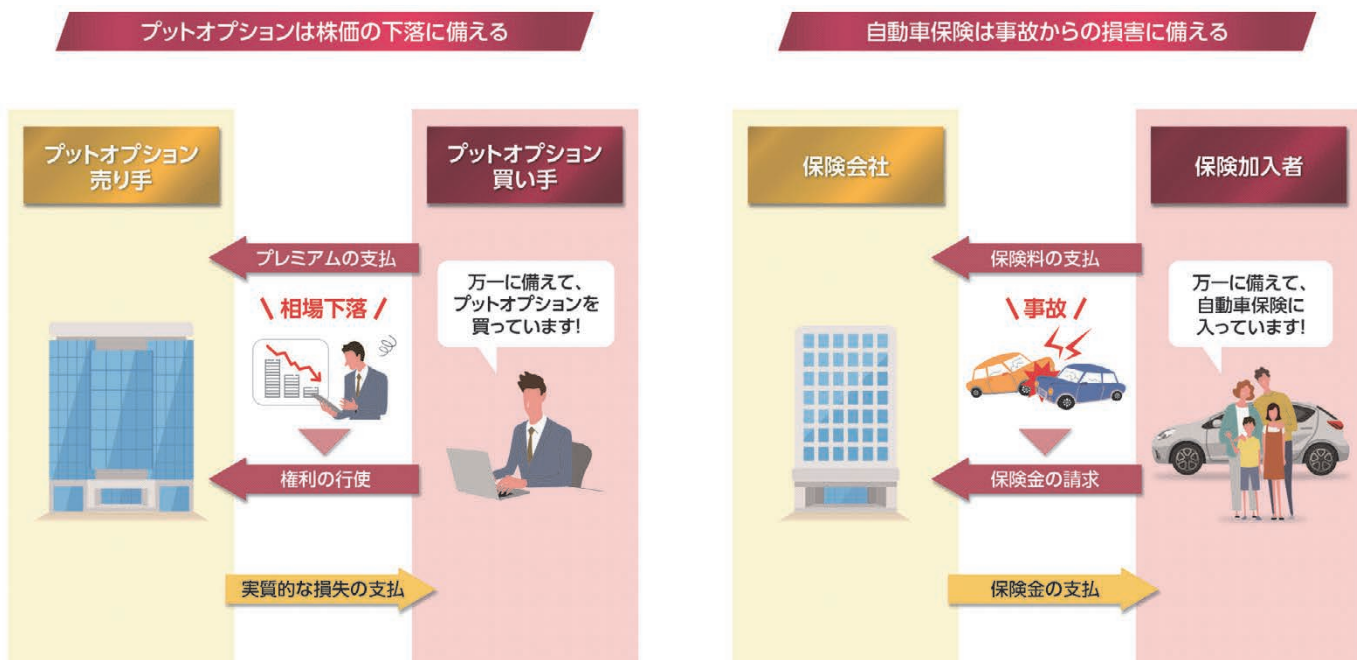 プットオプションは株価の下落に備える
プットオプション
売り手
プットオプション
買い手
プレミアムの支払
相場下落
万一に備えて、
プットオプションを
買っています!
権利の行使
実質的な損失の支払
自動車保険は事故からの損害に備える
保険会社
保険加入者
保険料の支払
事故
万一に備えて、
自動車保険に
入っています!
保険金の請求
保険金の支払